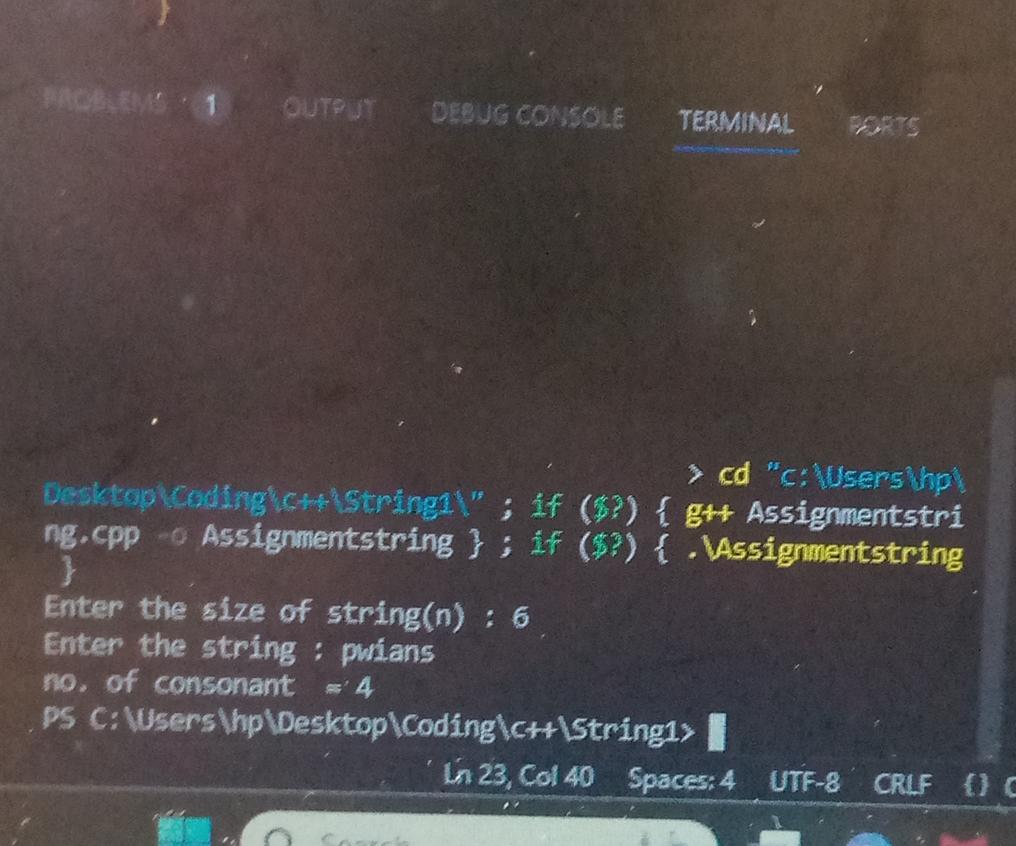 PROBLEMS 1 OUTPUT DEBUG CONSOLE TERMINAL PORTS
> cd "c:\Users\hp\
Desktop\Coding\c++\String1\" ; if ($?) { g++ Assignmentstri
ng.cpp -o Assignmentstring } ; if ($?) { .\Assignmentstring
}
Enter the size of string(n) : 6
Enter the string : pwians
no. of consonant = 4
PS C:\Users\hp\Desktop\Coding\c++\String1>
Ln 23, Col 40 Spaces: 4 UTF-8 CRLF {}
Search